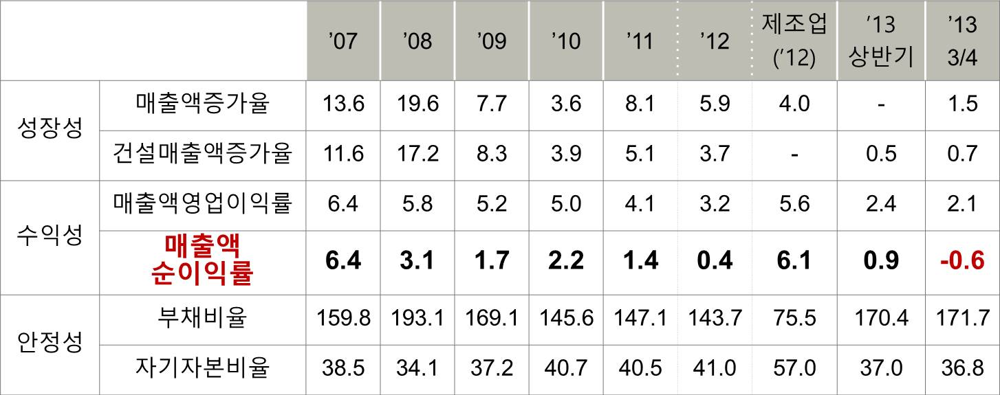 ’07 ’08 ’09 ’10 ’11 ’12 제조업 (’12) ’13 상반기 ’13 3/4
성장성 매출액증가율 13.6 19.6 7.7 3.6 8.1 5.9 4.0 - 1.5
건설매출액증가율 11.6 17.2 8.3 3.9 5.1 3.7 - 0.5 0.7
수익성 매출액영업이익률 6.4 5.8 5.2 5.0 4.1 3.2 5.6 2.4 2.1
매출액 순이익률 6.4 3.1 1.7 2.2 1.4 0.4 6.1 0.9 -0.6
안정성 부채비율 159.8 193.1 169.1 145.6 147.1 143.7 75.5 170.4 171.7
자기자본비율 38.5 34.1 37.2 40.7 40.5 41.0 57.0 37.0 36.8